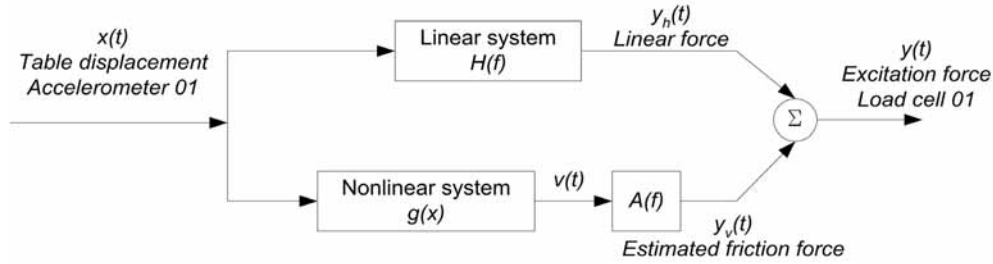 x(t)
Table displacement
Accelerometer 01
Linear system
H(f)
y_h(t)
Linear force
Σ
y(t)
Excitation force
Load cell 01
Nonlinear system
g(x)
v(t)
A(f)
y_v(t)
Estimated friction force